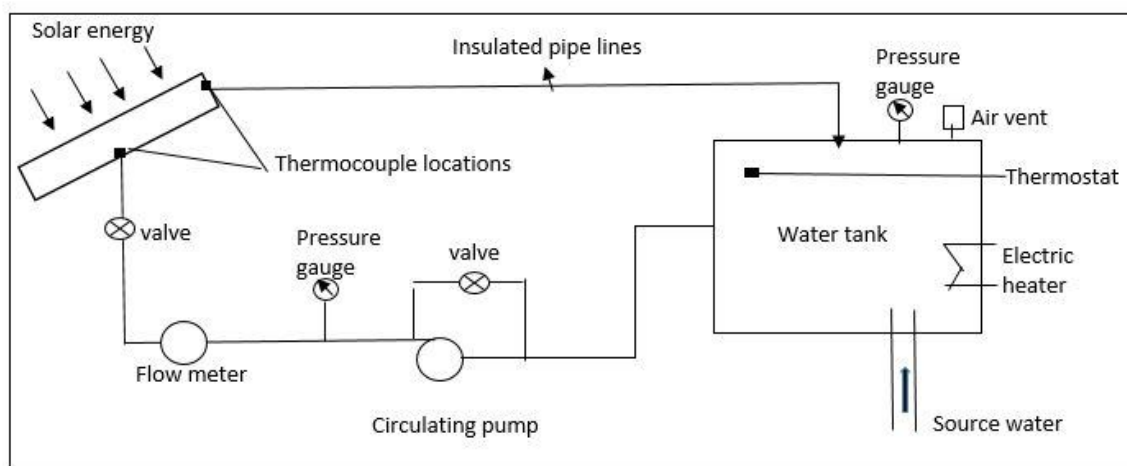 Solar energy
Insulated pipe lines
Pressure
gauge
Air vent
Thermocouple locations
Thermostat
valve
Pressure
gauge
valve
Water tank
Electric
heater
Flow meter
Circulating pump
Source water